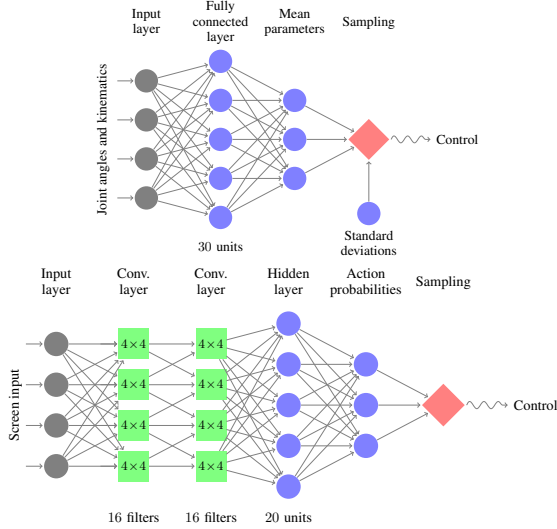 Input
layer
Fully
connected
layer
Mean
parameters
Sampling
Joint angles and kinematics
Control
30 units
Standard
deviations
Input
layer
Conv.
layer
Conv.
layer
Hidden
layer
Action
probabilities
Sampling
Screen input
4×4
4×4
4×4
4×4
4×4
4×4
4×4
4×4
Control
16 filters
16 filters
20 units